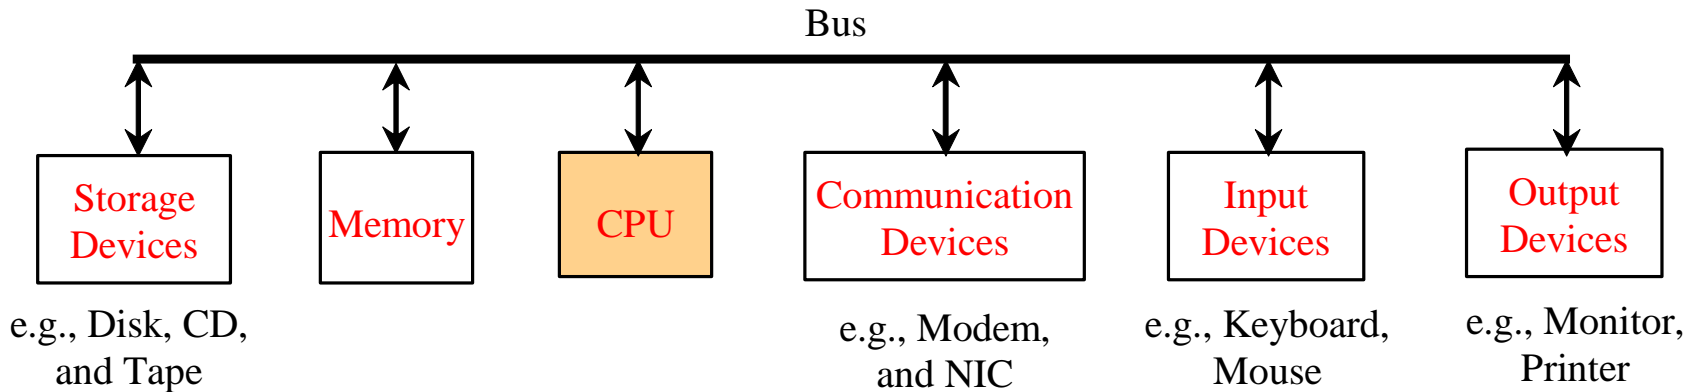 Bus
Storage
Devices
Memory
CPU
Communication
Devices
Input
Devices
Output
Devices
e.g., Disk, CD,
and Tape
e.g., Modem,
and NIC
e.g., Keyboard,
Mouse
e.g., Monitor,
Printer